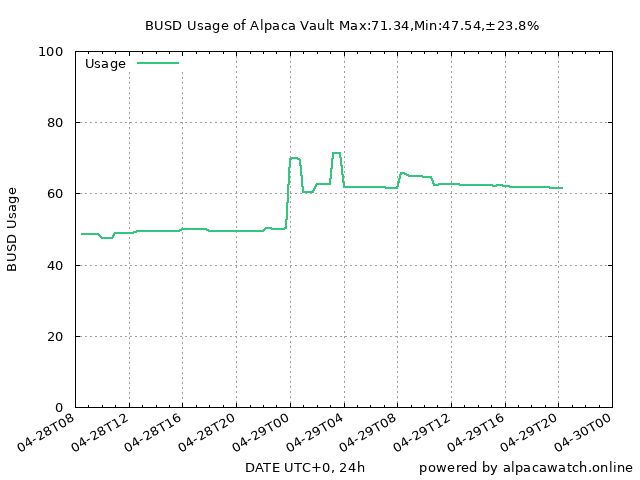 BUSD Usage of Alpaca Vault Max:71.34,Min:47.54,±23.8%
100
Usage
80
60
BUSD Usage
40
20
0
04-28T08
04-28T12
04-28T16
04-28T20
04-29T00
04-29T04
04-29T08
04-29T12
04-29T16
04-29T20
04-30T00
DATE UTC+0, 24h
powered by alpacawatch.online